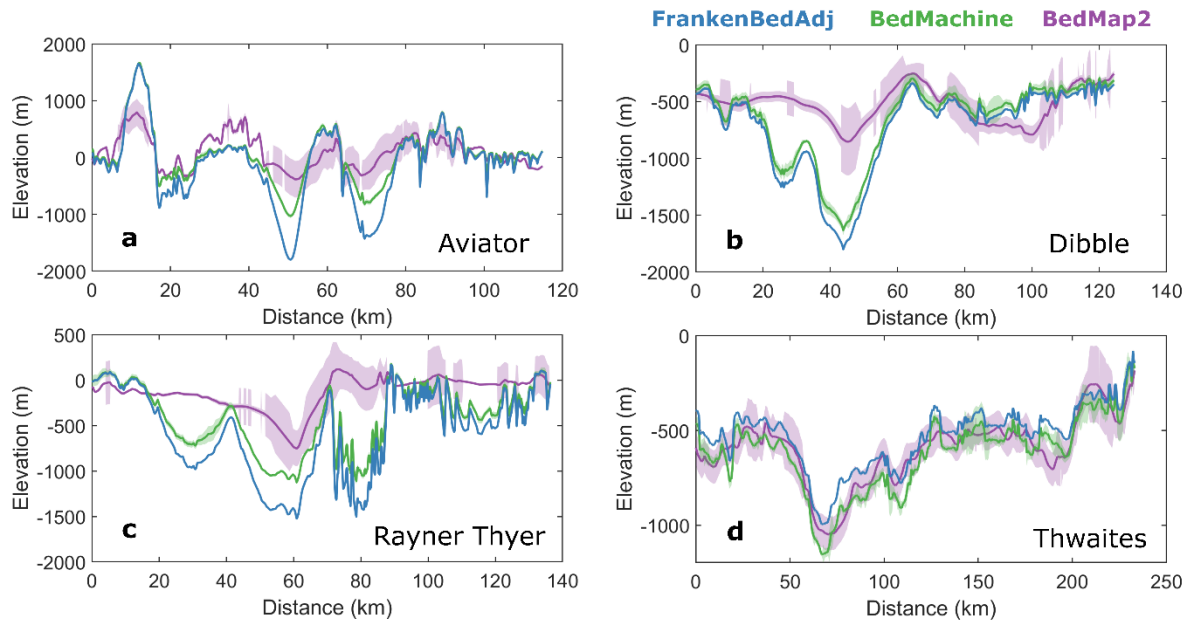 FrankenBedAdj BedMachine BedMap2
2000
1000
0
-1000
-2000
Elevation (m)
a
Aviator
0 20 40 60 80 100 120
Distance (km)
0
-500
-1000
-1500
-2000
Elevation (m)
b
Dibble
0 20 40 60 80 100 120 140
Distance (km)
500
0
-500
-1000
-1500
-2000
Elevation (m)
c
Rayner Thyer
0 20 40 60 80 100 120 140
Distance (km)
0
-500
-1000
Elevation (m)
d
Thwaites
0 50 100 150 200 250
Distance (km)